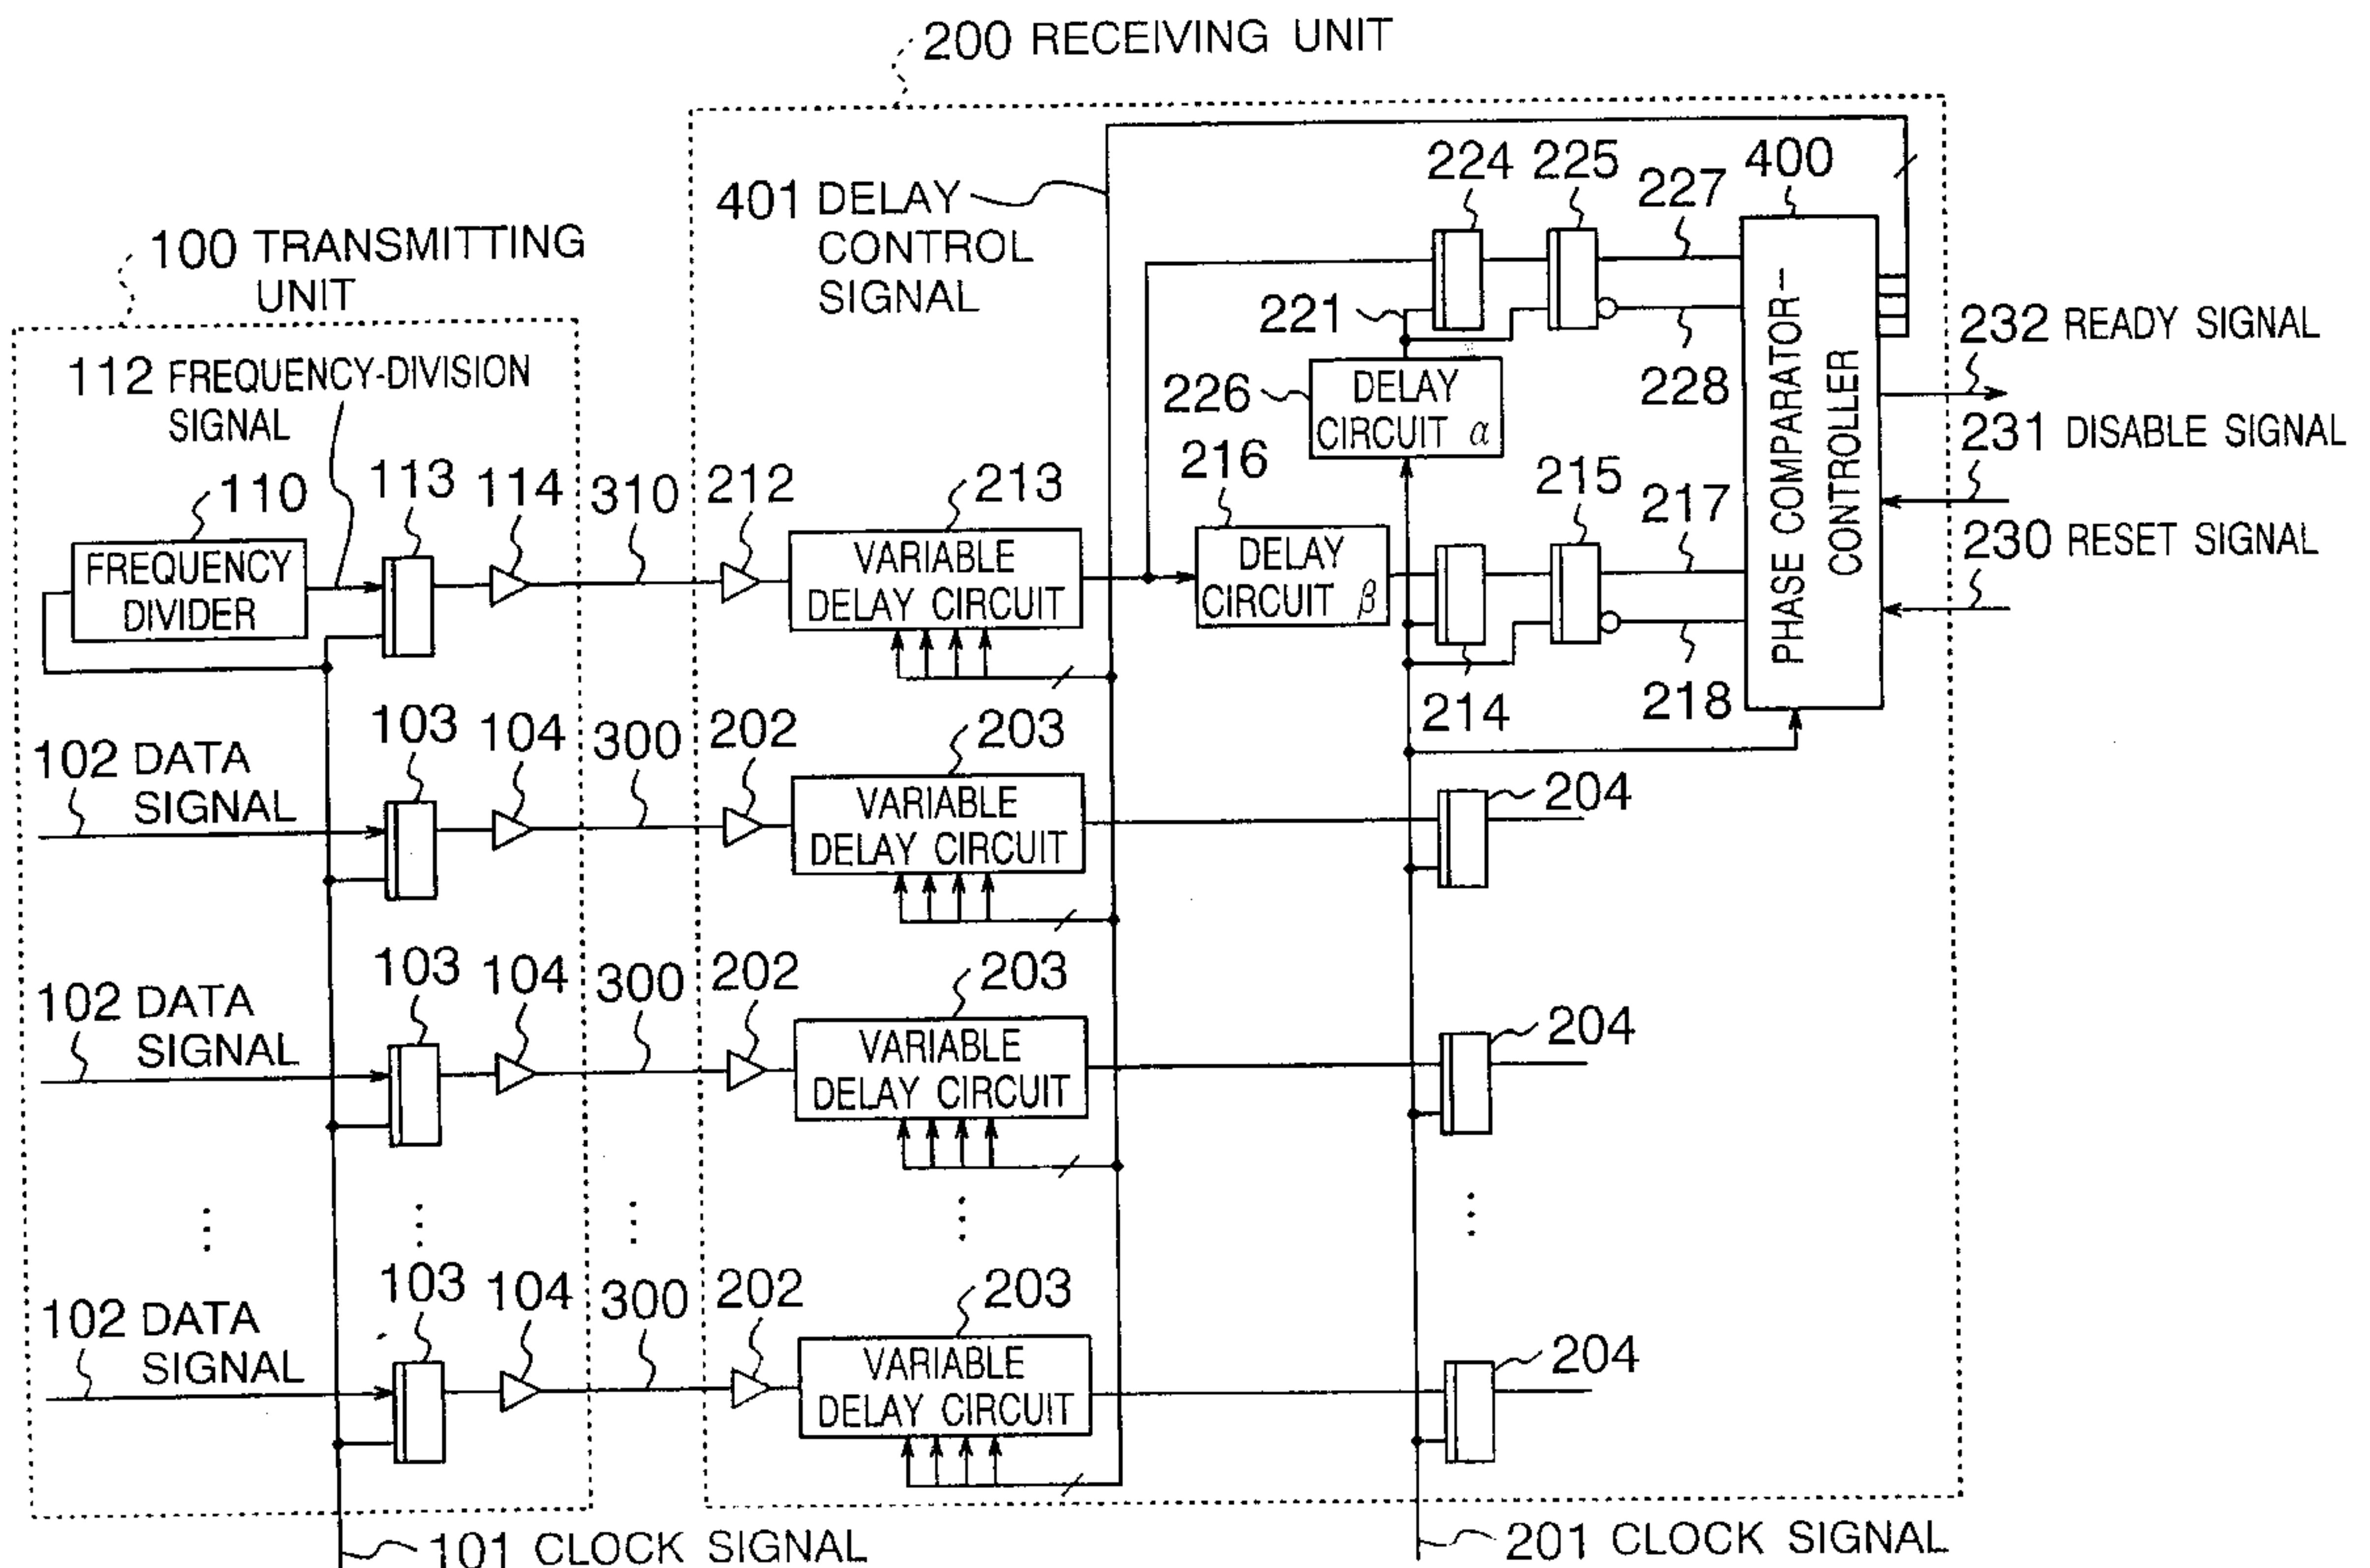 200 RECEIVING UNIT
100 TRANSMITTING
UNIT
401 DELAY
CONTROL
SIGNAL
224
225
227
400
221
228
226
DELAY
CIRCUIT α
PHASE COMPARATOR-
CONTROLLER
232 READY SIGNAL
231 DISABLE SIGNAL
230 RESET SIGNAL
112 FREQUENCY-DIVISION
SIGNAL
110
FREQUENCY
DIVIDER
113
114
310
212
213
VARIABLE
DELAY CIRCUIT
216
DELAY
CIRCUIT β
215
217
214
218
102 DATA
SIGNAL
103
104
300
202
203
VARIABLE
DELAY CIRCUIT
204
102 DATA
SIGNAL
103
104
300
202
203
VARIABLE
DELAY CIRCUIT
204
102 DATA
SIGNAL
103
104
300
202
203
VARIABLE
DELAY CIRCUIT
204
101 CLOCK SIGNAL
201 CLOCK SIGNAL